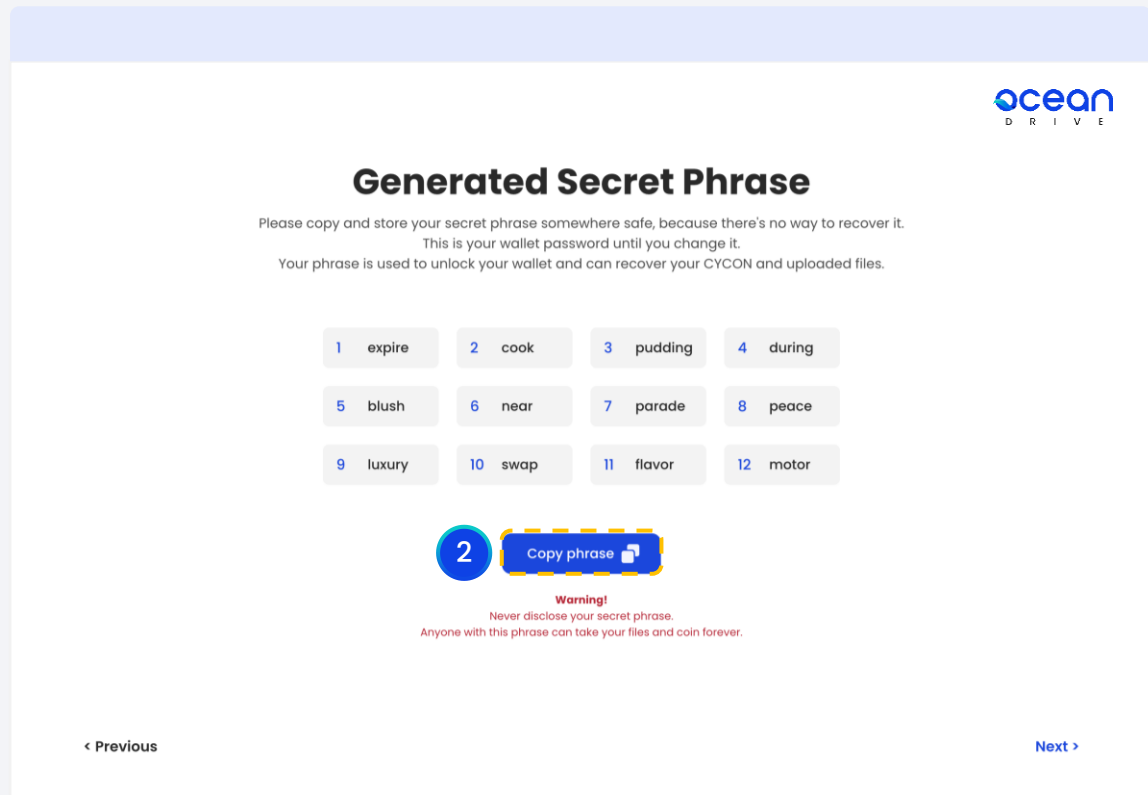 ocean
DRIVE
Generated Secret Phrase
Please copy and store your secret phrase somewhere safe, because there's no way to recover it.
This is your wallet password until you change it.
Your phrase is used to unlock your wallet and can recover your CYCON and uploaded files.
1 expire 2 cook 3 pudding 4 during
5 blush 6 near 7 parade 8 peace
9 luxury 10 swap 11 flavor 12 motor
2 Copy phrase
Warning!
Never disclose your secret phrase.
Anyone with this phrase can take your files and coin forever.
< Previous Next >